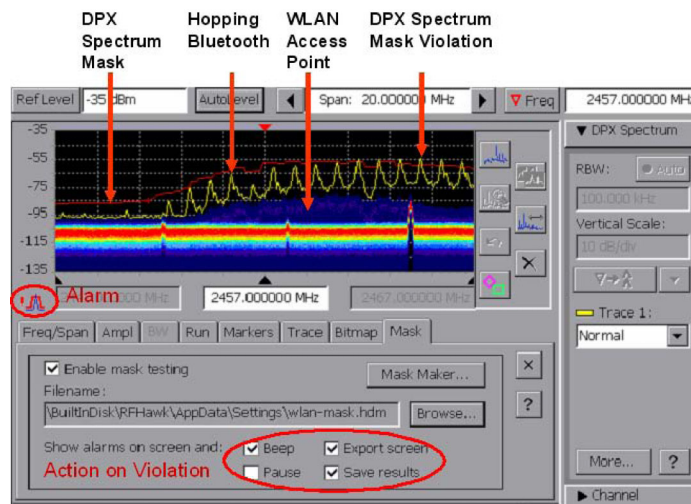 DPX Spectrum Mask
Hopping Bluetooth
WLAN Access Point
DPX Spectrum Mask Violation
Ref Level -35 dBm AutoLevel Span: 20.000000 MHz Freq 2457.000000 MHz
-35
-55
-75
-95
-115
-135
DPX Spectrum
RBW: Auto
100.000 kHz
Vertical Scale:
10 dB/div
Trace 1:
Normal
More... ?
Channel
Alarm
000 MHz 2457.000000 MHz 2467.000000 MHz
Freq/Span Ampl BW Run Markers Trace Bitmap Mask
Enable mask testing
Mask Maker...
Filename:
\BuiltInDisk\RFHawk\AppData\Settings\wlan-mask.hdm Browse...
?
Show alarms on screen and: Beep Export screen
Action on Violation Pause Save results